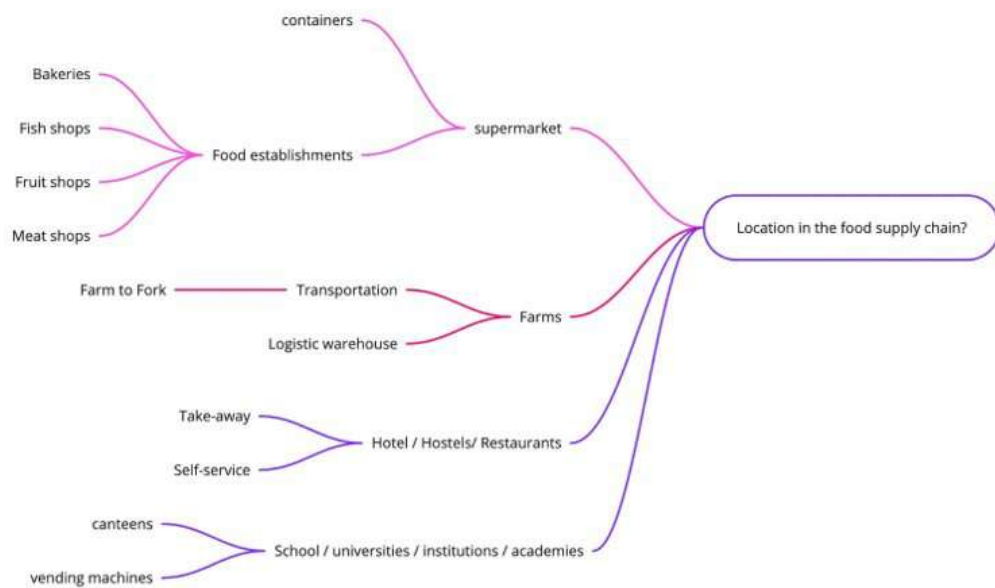 containers
Bakeries
Fish shops
supermarket
Food establishments
Fruit shops
Meat shops
Location in the food supply chain?
Farm to Fork
Transportation
Farms
Logistic warehouse
Take-away
Hotel / Hostels/ Restaurants
Self-service
canteens
School / universities / institutions / academies
vending machines